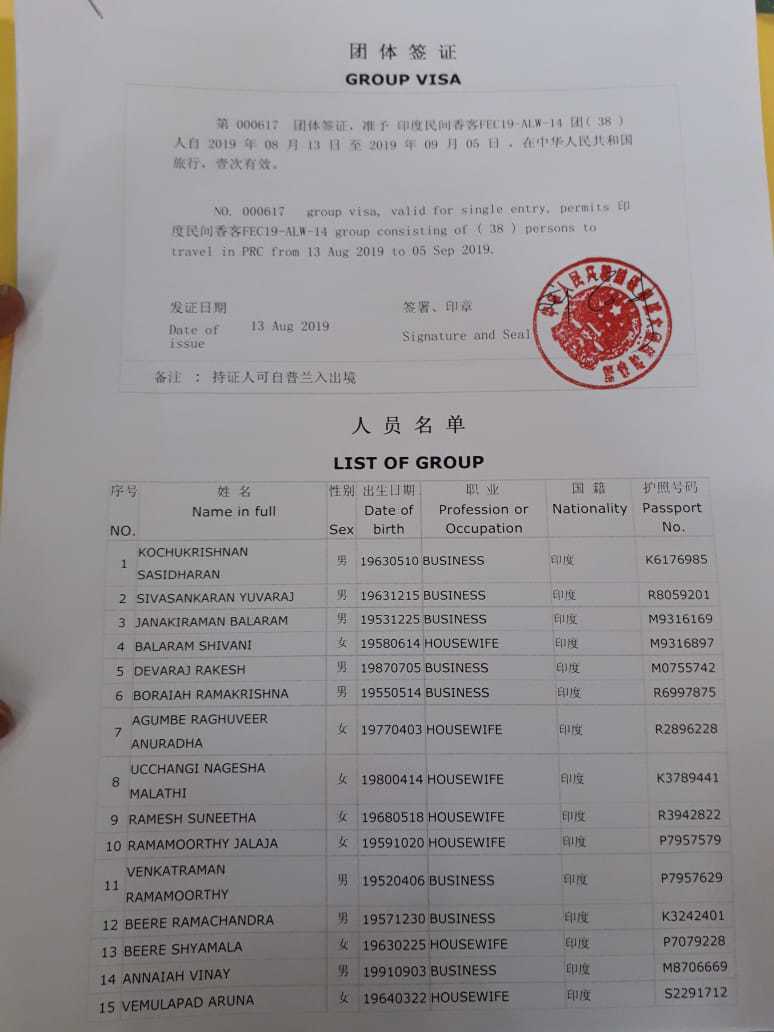 团 体 签 证
GROUP VISA
第 000617 团体签证，准予 印度民间香客FEC19-ALW-14 团( 38 )
人自 2019 年 08 月 13 日 至 2019 年 09 月 05 日 ，在中华人民共和国
旅行，壹次有效。
NO. 000617 group visa, valid for single entry, permits 印
度民间香客FEC19-ALW-14 group consisting of ( 38 ) persons to
travel in PRC from 13 Aug 2019 to 05 Sep 2019.
发证日期 签署、印章
Date of issue 13 Aug 2019 Signature and Seal
备注 ： 持证人可自普兰入出境
人 员 名 单
LIST OF GROUP
序号 姓 名 性别 出生日期 职 业 国 籍 护照号码
NO. Name in full Sex Date of birth Profession or Occupation Nationality Passport No.
1 KOCHUKRISHNAN SASIDHARAN 男 19630510 BUSINESS 印度 K6176985
2 SIVASANKARAN YUVARAJ 男 19631215 BUSINESS 印度 R8059201
3 JANAKIRAMAN BALARAM 男 19531225 BUSINESS 印度 M9316169
4 BALARAM SHIVANI 女 19580614 HOUSEWIFE 印度 M9316897
5 DEVARAJ RAKESH 男 19870705 BUSINESS 印度 M0755742
6 BORAIAH RAMAKRISHNA 男 19550514 BUSINESS 印度 R6997875
7 AGUMBE RAGHUVEER ANURADHA 女 19770403 HOUSEWIFE 印度 R2896228
8 UCCHANGI NAGESHA MALATHI 女 19800414 HOUSEWIFE 印度 K3789441
9 RAMESH SUNEETHA 女 19680518 HOUSEWIFE 印度 R3942822
10 RAMAMOORTHY JALAJA 女 19591020 HOUSEWIFE 印度 P7957579
11 VENKATRAMAN RAMAMOORTHY 男 19520406 BUSINESS 印度 P7957629
12 BEERE RAMACHANDRA 男 19571230 BUSINESS 印度 K3242401
13 BEERE SHYAMALA 女 19630225 HOUSEWIFE 印度 P7079228
14 ANNAIAH VINAY 男 19910903 BUSINESS 印度 M8706669
15 VEMULAPAD ARUNA 女 19640322 HOUSEWIFE 印度 S2291712